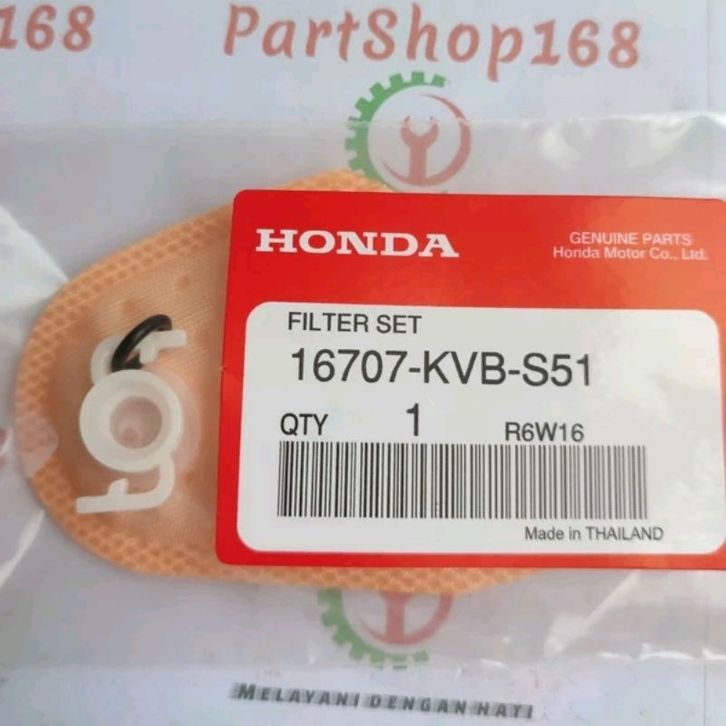 168
PartShop168
HONDA
GENUINE PARTS
Honda Motor Co., Ltd.
FILTER SET
16707-KVB-S51
QTY 1 R6W16
Made in THAILAND
MELAYANI DENGAN HATI